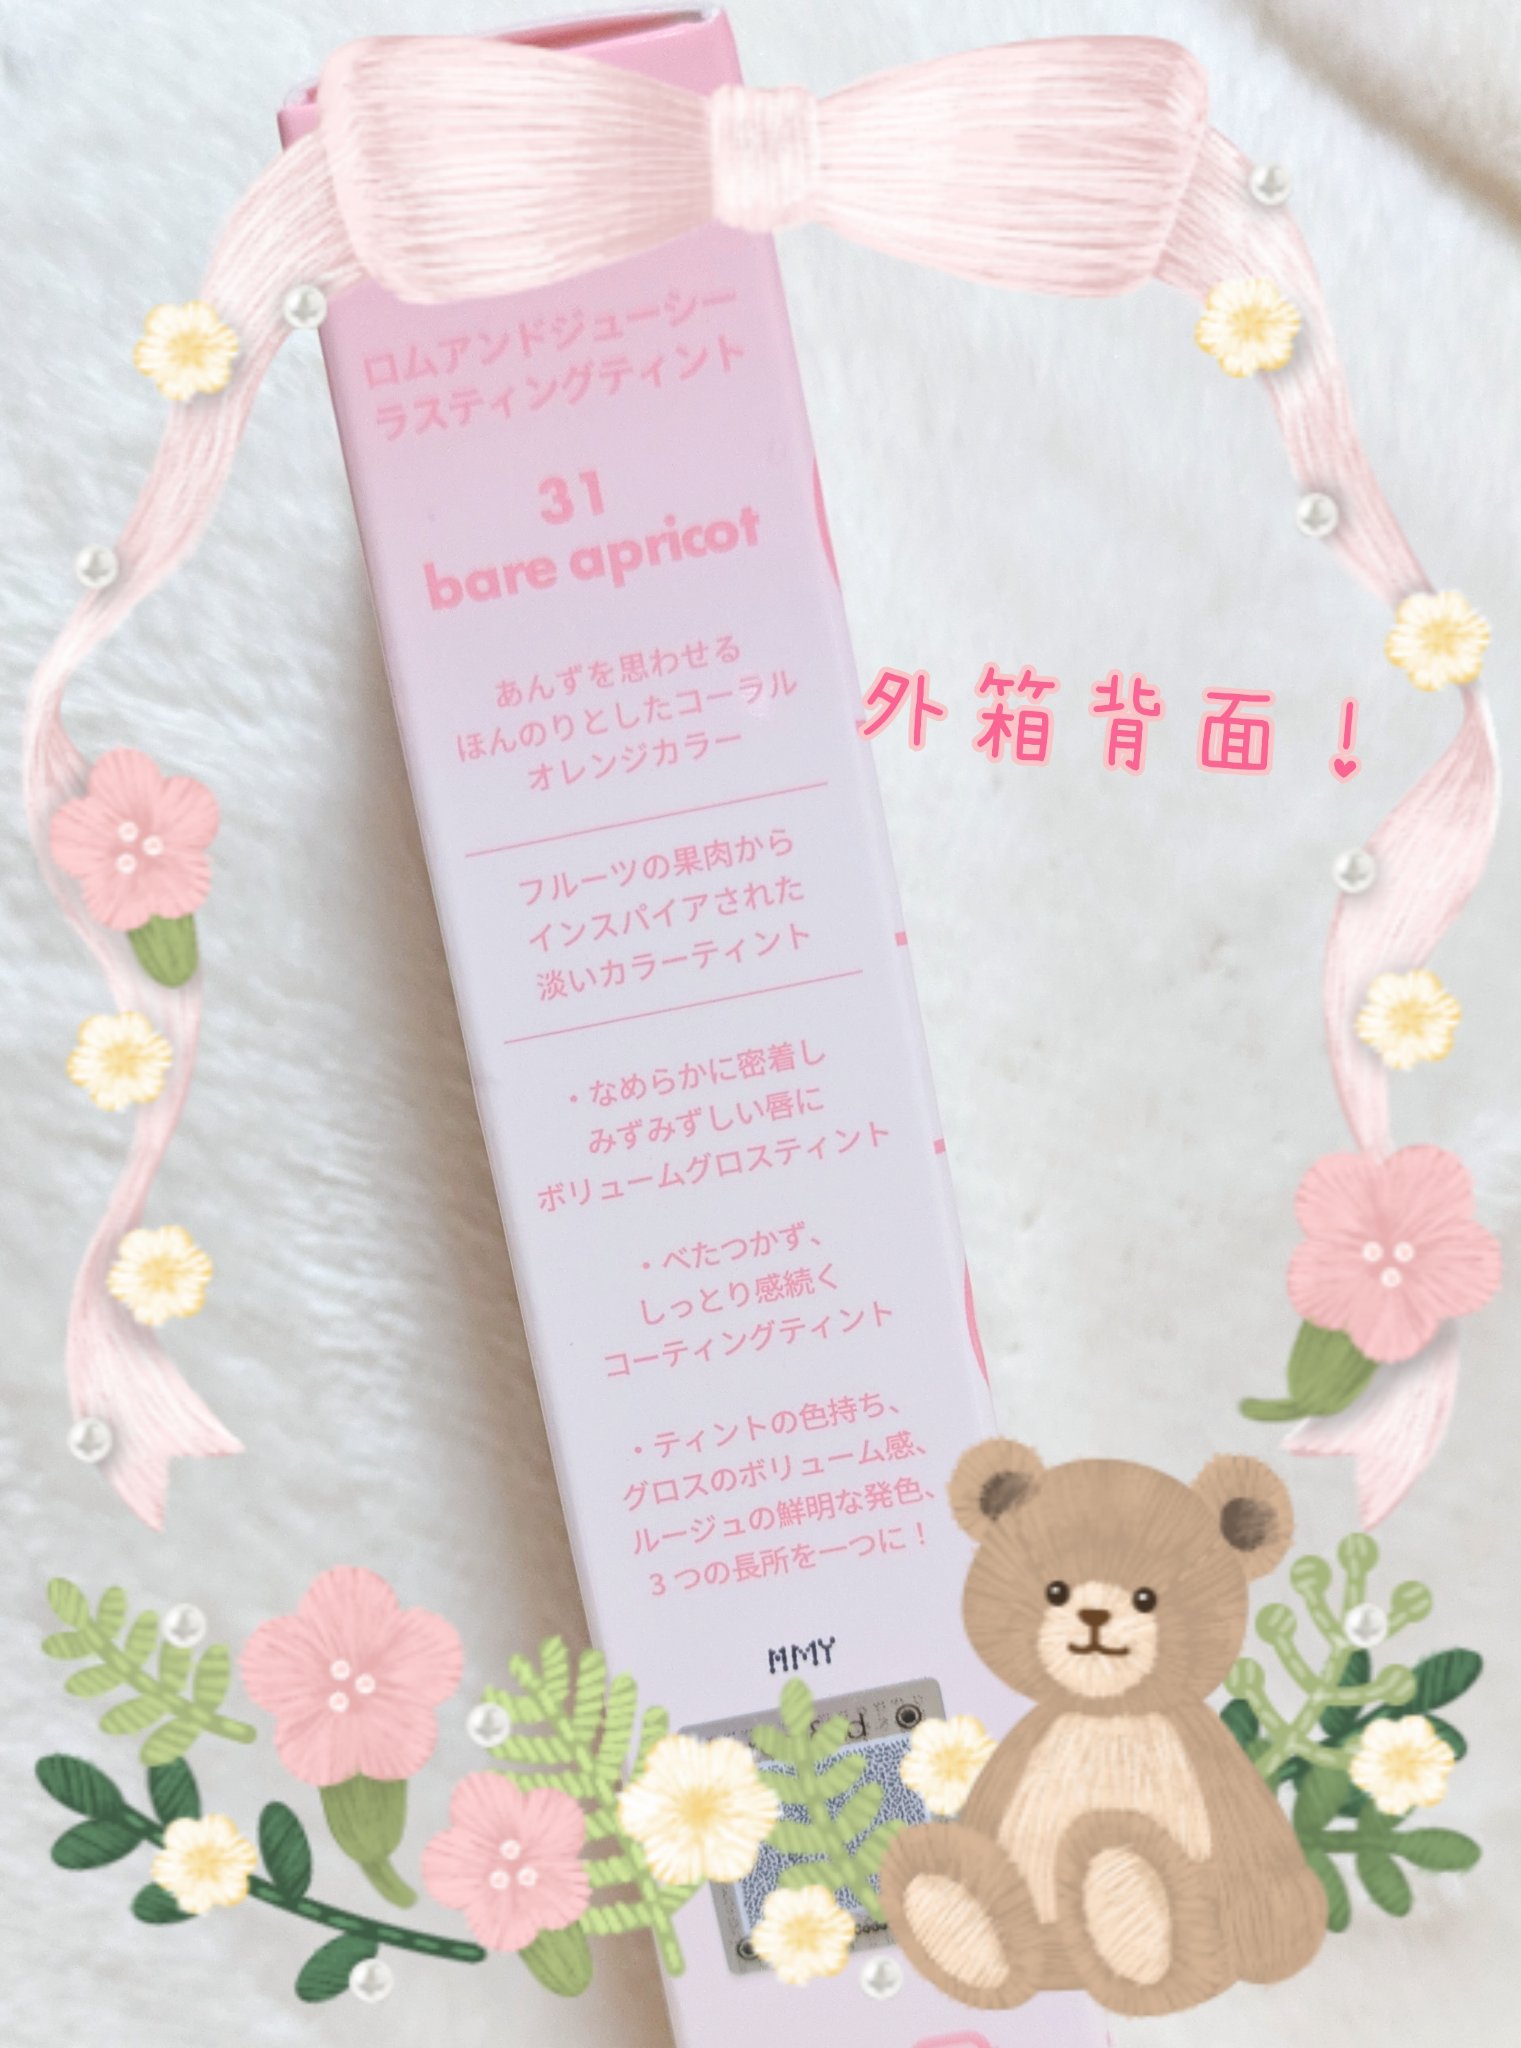 ロムアンドジューシー
ラスティングティント
31
bare apricot
あんずを思わせる
ほんのりとしたコーラル
オレンジカラー
外箱背面！
フルーツの果肉から
インスパイアされた
淡いカラーティント
・なめらかに密着し
みずみずしい唇に
ボリュームグロスティント
・べたつかず、
しっとり感続く
コーティングティント
・ティントの色持ち、
グロスのボリューム感、
ルージュの鮮明な発色、
3つの長所を一つに！
MMY